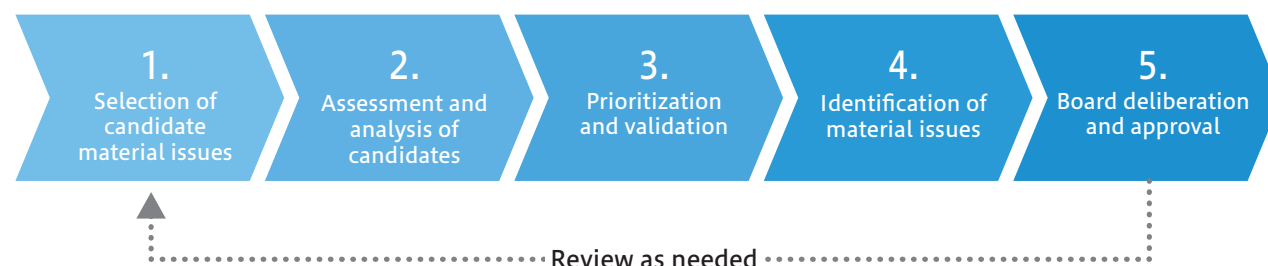 1.
Selection of
candidate
material issues
2.
Assessment and
analysis of
candidates
3.
Prioritization
and validation
4.
Identification of
material issues
5.
Board deliberation
and approval
Review as needed